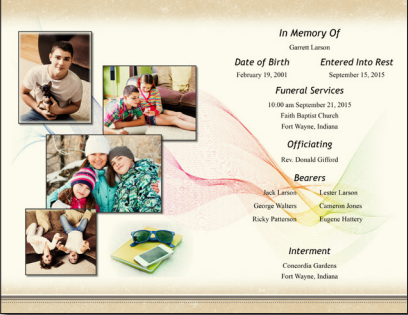 In Memory Of
Garrett Larson
Date of Birth
February 19, 2001
Entered Into Rest
September 15, 2015
Funeral Services
10:00 am September 21, 2015
Faith Baptist Church
Fort Wayne, Indiana
Officiating
Rev. Donald Gifford
Bearers
Jack Larson Lester Larson
George Walters Cameron Jones
Ricky Patterson Eugene Hattery
Interment
Concordia Gardens
Fort Wayne, Indiana